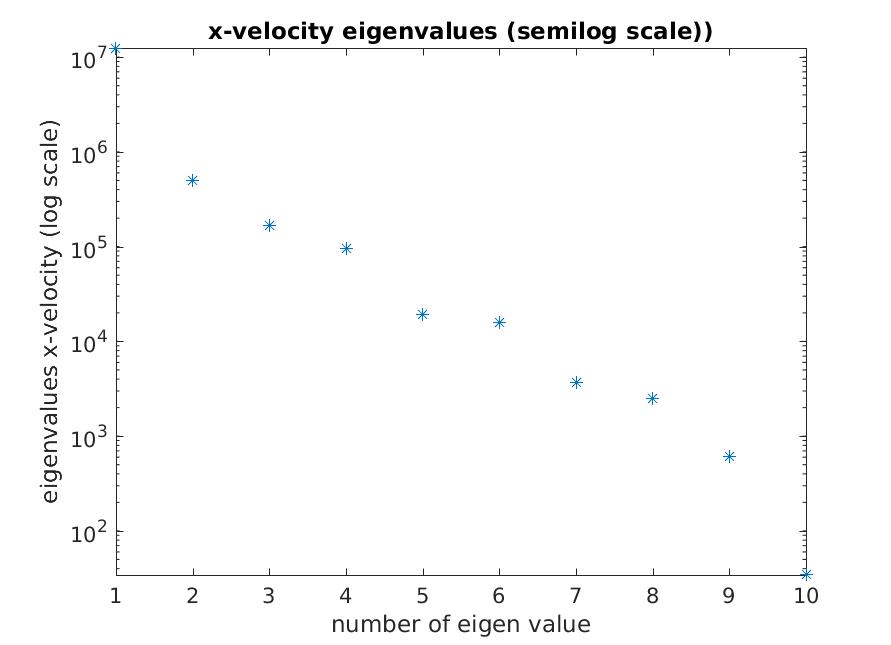 x-velocity eigenvalues (semilog scale))
eigenvalues x-velocity (log scale)
10^7
10^6
10^5
10^4
10^3
10^2
1 2 3 4 5 6 7 8 9 10
number of eigen value